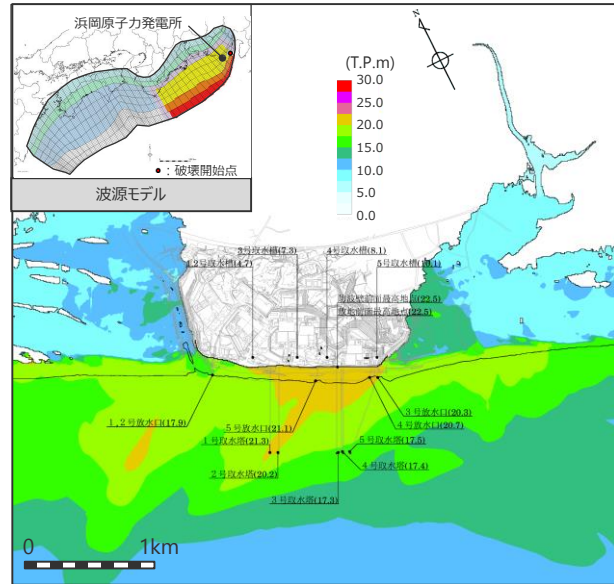 浜岡原子力発電所
●：破壊開始点
波源モデル
N
(T.P.m)
30.0
25.0
20.0
15.0
10.0
5.0
0.0
3号取水槽(7.3)
4号取水槽(8.1)
1,2号取水槽(4.7)
5号取水槽(10.1)
防波壁前面最高地点(22.5)
敷地前面最高地点(22.5)
1,2号放水口(17.9)
5号放水口(21.1)
3号放水口(20.3)
4号放水口(20.7)
1号取水塔(21.3)
5号取水塔(17.5)
2号取水塔(20.2)
4号取水塔(17.4)
3号取水塔(17.3)
0 1km